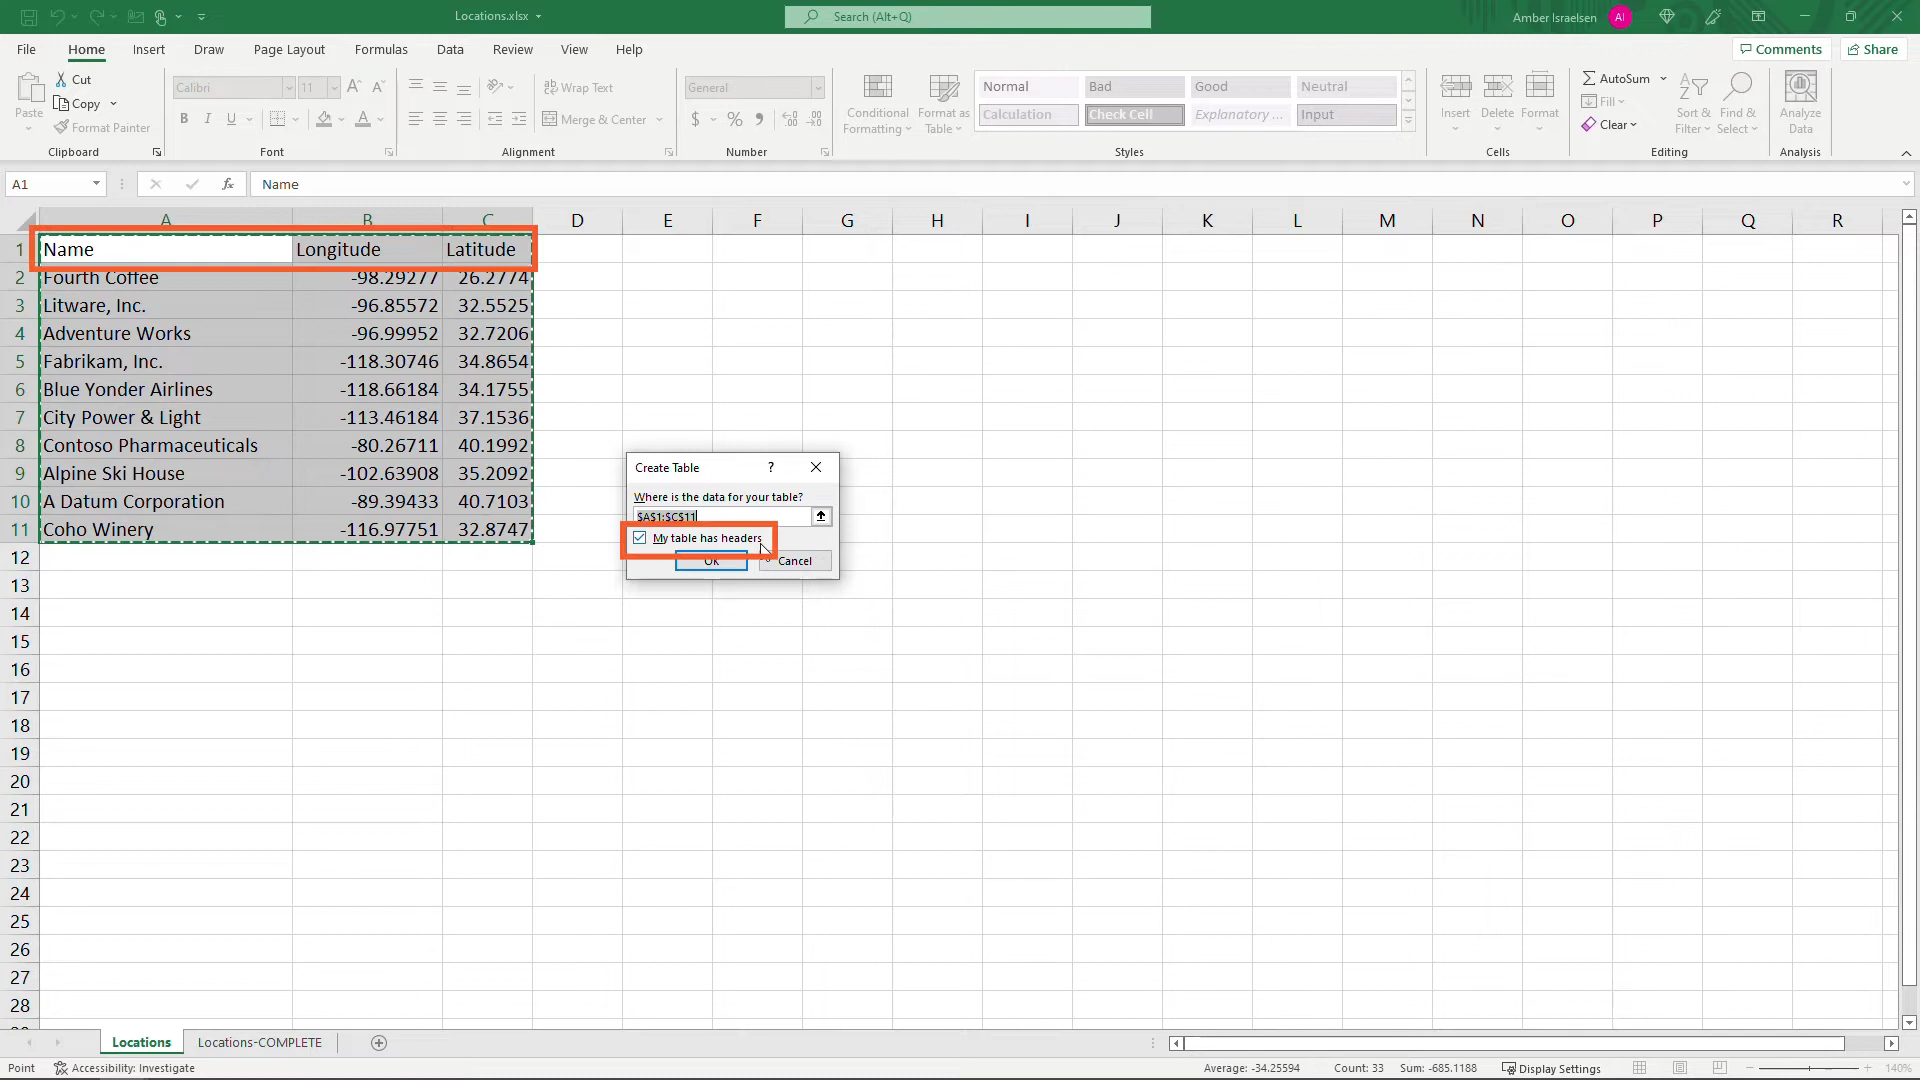 Locations.xlsx
Search (Alt+Q)
Amber Israelsen
AI
File Home Insert Draw Page Layout Formulas Data Review View Help
Comments Share
Paste
Cut
Copy
Format Painter
Clipboard
Calibri 11
A A
B I U A
Font
Wrap Text
Merge & Center
Alignment
General
$ % 9
Number
Conditional Formatting
Format as Table
Normal Bad Good Neutral
Calculation Check Cell Explanatory ... Input
Styles
Insert Delete Format
Cells
AutoSum
Fill
Clear
Sort & Filter
Find & Select
Editing
Analyze Data
Analysis
A1 fx Name
A B C D E F G H I J K L M N O P Q R
1 Name Longitude Latitude
2 Fourth Coffee -98.29277 26.2774
3 Litware, Inc. -96.85572 32.5525
4 Adventure Works -96.99952 32.7206
5 Fabrikam, Inc. -118.30746 34.8654
6 Blue Yonder Airlines -118.66184 34.1755
7 City Power & Light -113.46184 37.1536
8 Contoso Pharmaceuticals -80.26711 40.1992
9 Alpine Ski House -102.63908 35.2092
10 A Datum Corporation -89.39433 40.7103
11 Coho Winery -116.97751 32.8747
12
13
14
15
16
17
18
19
20
21
22
23
24
25
26
27
28
Create Table ?
Where is the data for your table?
$A$1:$C$11
My table has headers
OK Cancel
Locations Locations-COMPLETE
Point Accessibility: Investigate Average: -34.25594 Count: 33 Sum: -685.1188 Display Settings 140%